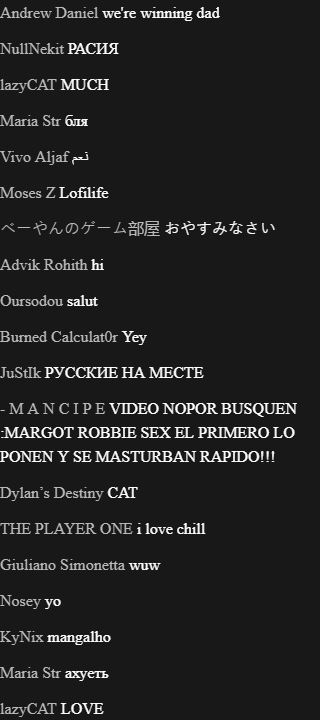 Andrew Daniel we're winning dad
NullNekit РАСИЯ
lazyCAT MUCH
Maria Str бля
Vivo Aljaf نعم
Moses Z Lofilife
べーやんのゲーム部屋 おやすみなさい
Advik Rohith hi
Oursodou salut
Burned Calculat0r Yey
JuStIk РУССКИЕ НА МЕСТЕ
- M A N C I P E VIDEO NOPOR BUSQUEN
:MARGOT ROBBIE SEX EL PRIMERO LO
PONEN Y SE MASTURBAN RAPIDO!!!
Dylan’s Destiny CAT
THE PLAYER ONE i love chill
Giuliano Simonetta wuw
Nosey yo
KyNix mangalho
Maria Str ахуеть
lazyCAT LOVE